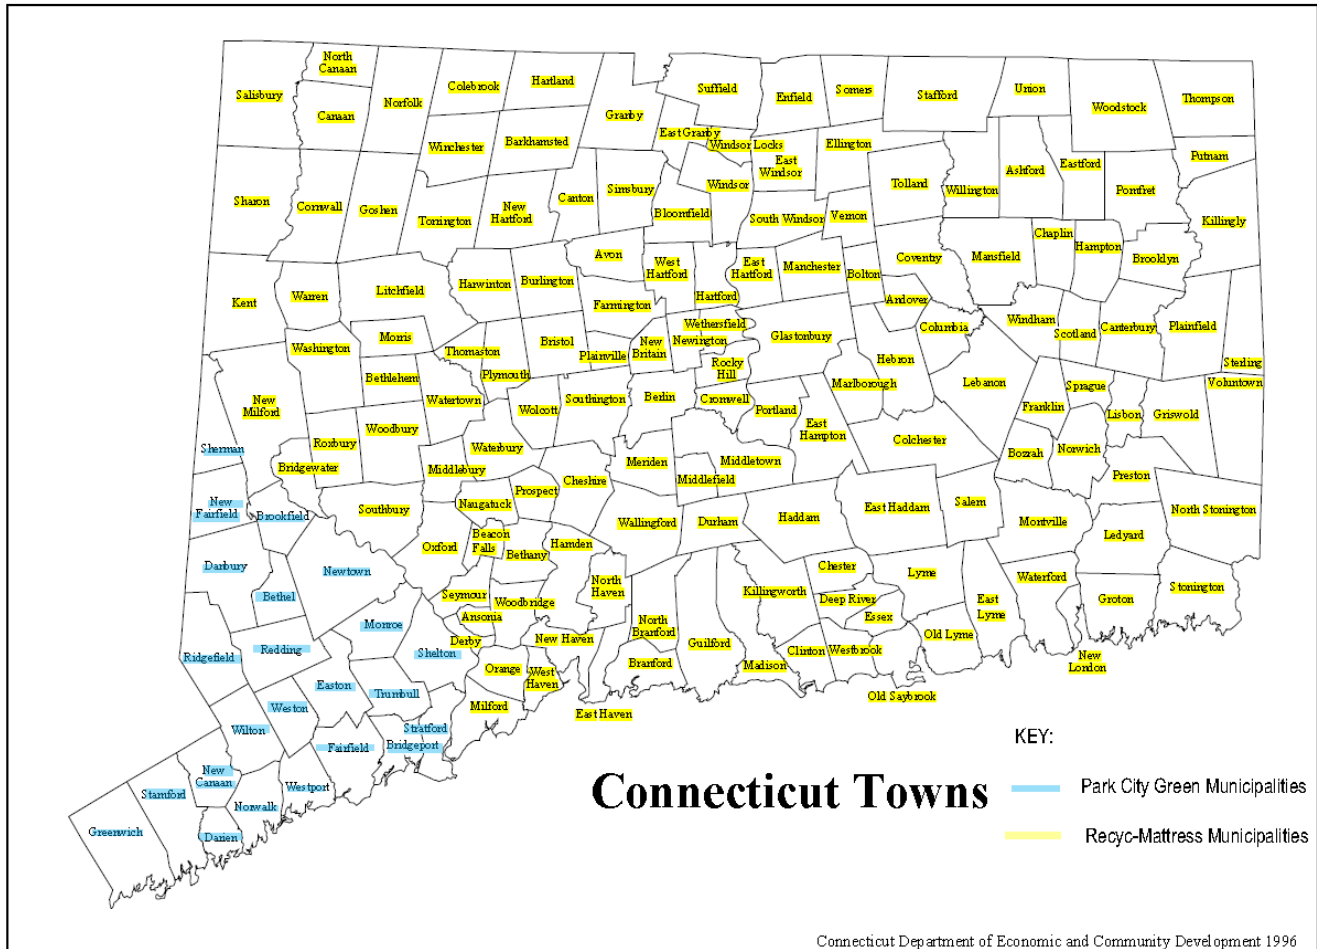 North
Canaan
Salisbury
Canaan
Norfolk
Colebrook
Hartland
Granby
Suffield
Enfield
Somers
Stafford
Union
Woodstock
Thompson
East Granby
Windsor Locks
Winchester
Barkhamsted
East
Windsor
Ellington
Tolland
Willington
Ashford
Eastford
Pomfret
Putnam
Sharon
Cornwall
Goshen
Torrington
New
Hartford
Canton
Simsbury
Bloomfield
Windsor
South Windsor
Vernon
Killingly
Chaplin
Hampton
Brooklyn
Mansfield
Coventry
Avon
West
Hartford
East
Hartford
Manchester
Bolton
Andover
Kent
Warren
Litchfield
Harwinton
Burlington
Farmington
Hartford
Wethersfield
Newington
Glastonbury
Columbia
Windham
Scotland
Canterbury
Plainfield
Sterling
Voluntown
Washington
Morris
Thomaston
Plymouth
Bristol
Plainville
New
Britain
Rocky
Hill
Hebron
Marlborough
Lebanon
Bethlehem
Watertown
Wolcott
Southington
Berlin
Cromwell
Portland
East
Hampton
Franklin
Sprague
Lisbon
Griswold
New
Milford
Sherman
Roxbury
Woodbury
Bridgewater
Waterbury
Middlebury
Colchester
Bozrah
Norwich
Preston
Meriden
Middletown
Middlefield
Cheshire
Prospect
Naugatuck
New
Fairfield
Brookfield
Southbury
Oxford
Beacon
Falls
Bethany
Hamden
Wallingford
Durham
Haddam
East Haddam
Salem
Montville
North Stonington
Ledyard
Darbury
Bethel
Newtown
Seymour
Woodbridge
Ansonia
North
Haven
Killingworth
Chester
Deep River
Essex
Lyme
East
Lyme
Waterford
Groton
Stonington
Ridgefield
Redding
Monroe
Shelton
Derby
New Haven
Orange
West
Haven
Milford
North
Branford
Branford
Guilford
Madison
Clinton
Westbrook
Old Lyme
New
London
Old Saybrook
East Haven
Easton
Trumbull
Weston
Wilton
Stratford
Bridgeport
Fairfield
New
Canaan
Westport
Norwalk
Stamford
Darien
Greenwich
KEY:
Connecticut Towns
Park City Green Municipalities
Recyc-Mattress Municipalities
Connecticut Department of Economic and Community Development 1996